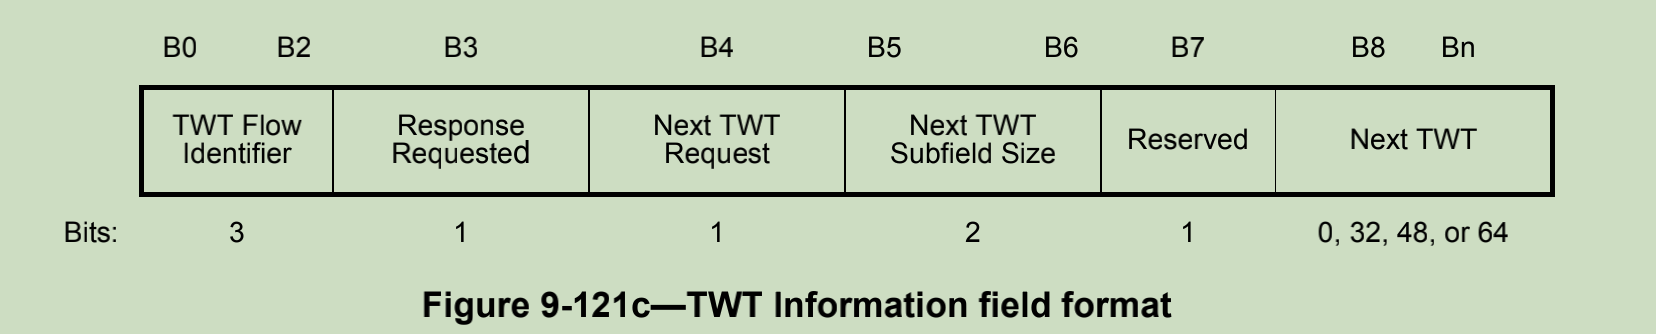 B0 B2 B3 B4 B5 B6 B7 B8 Bn
TWT Flow Response Next TWT Next TWT Reserved Next TWT
Identifier Requested Request Subfield Size
Bits: 3 1 1 2 1 0, 32, 48, or 64
Figure 9-121c—TWT Information field format